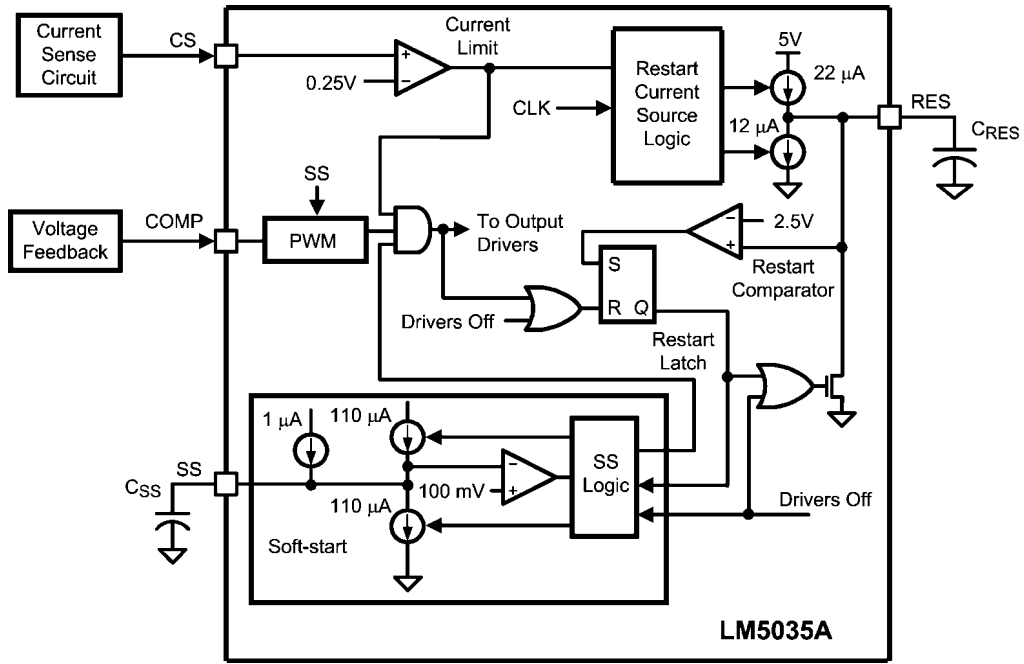 Current
Sense
Circuit
CS
Current
Limit
+
−
0.25V
CLK
Restart
Current
Source
Logic
5V
22 μA
12 μA
RES
CRES
Voltage
Feedback
COMP
SS
PWM
To Output
Drivers
−
+
2.5V
Restart
Comparator
S
R Q
Drivers Off
Restart
Latch
1 μA
110 μA
SS
CSS
−
+
100 mV
SS
Logic
110 μA
Drivers Off
Soft-start
LM5035A